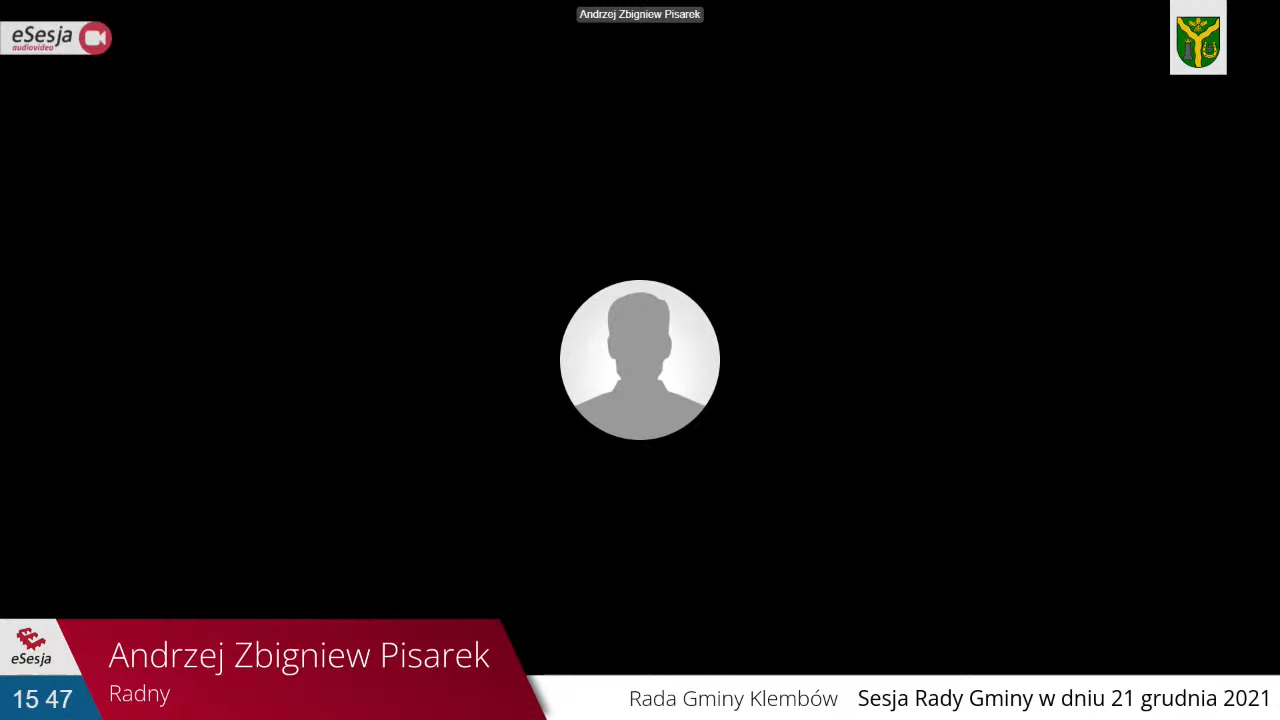 Andrzej Zbigniew Pisarek
eSesja
audiovideo
Andrzej Zbigniew Pisarek
Radny
eSesja
15 47
Rada Gminy Klembów Sesja Rady Gminy w dniu 21 grudnia 2021